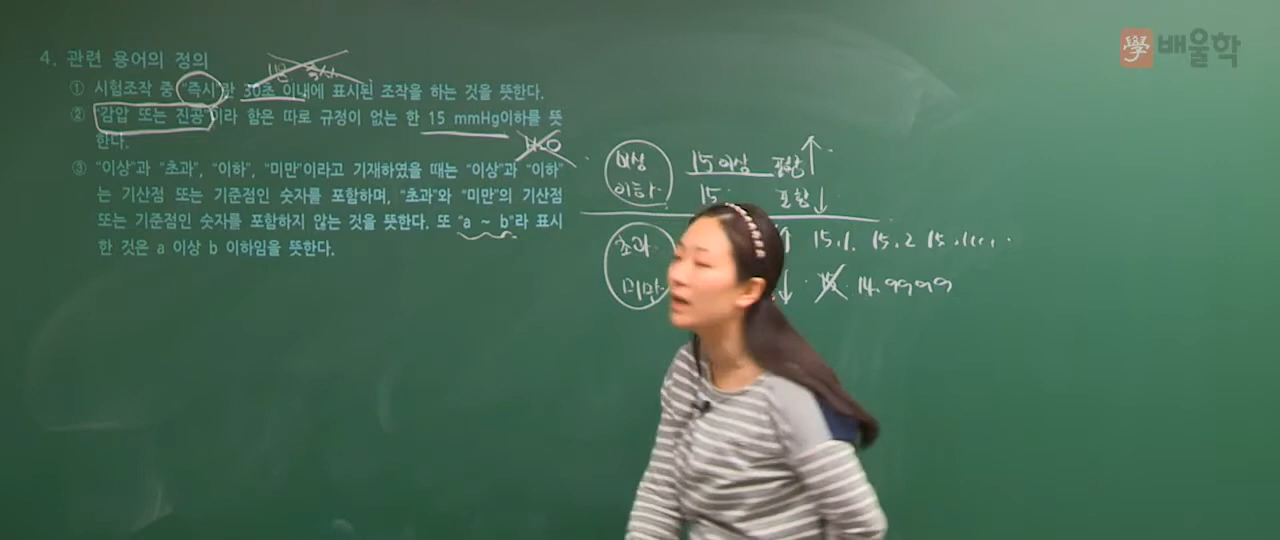 4. 관련 용어의 정의
① 시험조작 중 "즉시"란 30초 이내에 표시된 조작을 하는 것을 뜻한다.
② "감압 또는 진공"이라 함은 따로 규정이 없는 한 15 mmHg이하를 뜻
한다.
③ "이상"과 "초과", "이하", "미만"이라고 기재하였을 때는 "이상"과 "이하"
는 기산점 또는 기준점인 숫자를 포함하며, "초과"와 "미만"의 기산점
또는 기준점인 숫자를 포함하지 않는 것을 뜻한다. 또 "a ~ b"라 표시
한 것은 a 이상 b 이하임을 뜻한다.
이상 15이상 포함 ↑
이하 15 포함 ↓
초과 15.1. 15.2 15.
미만 ↓ 15 14.9999
學 배울학